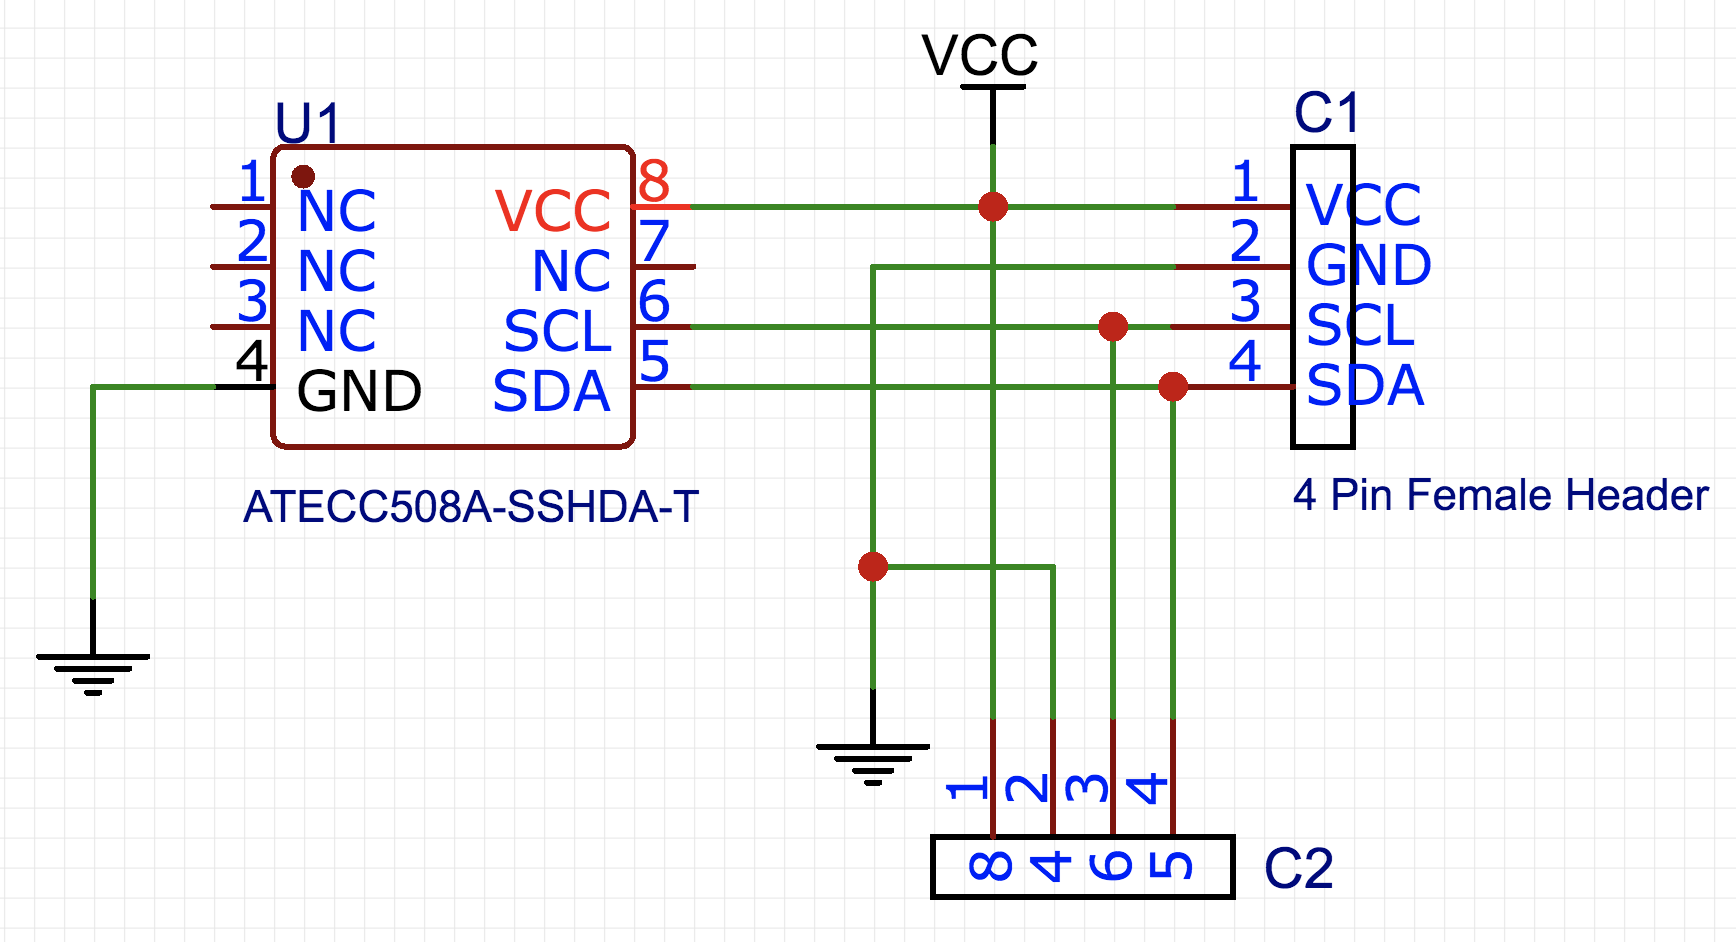 VCC
U1
C1
1 NC VCC 8
2 NC NC 7
3 NC SCL 6
4 GND SDA 5
1 VCC
2 GND
3 SCL
4 SDA
ATECC508A-SSHDA-T
4 Pin Female Header
1 2 3 4
8 4 6 5
C2